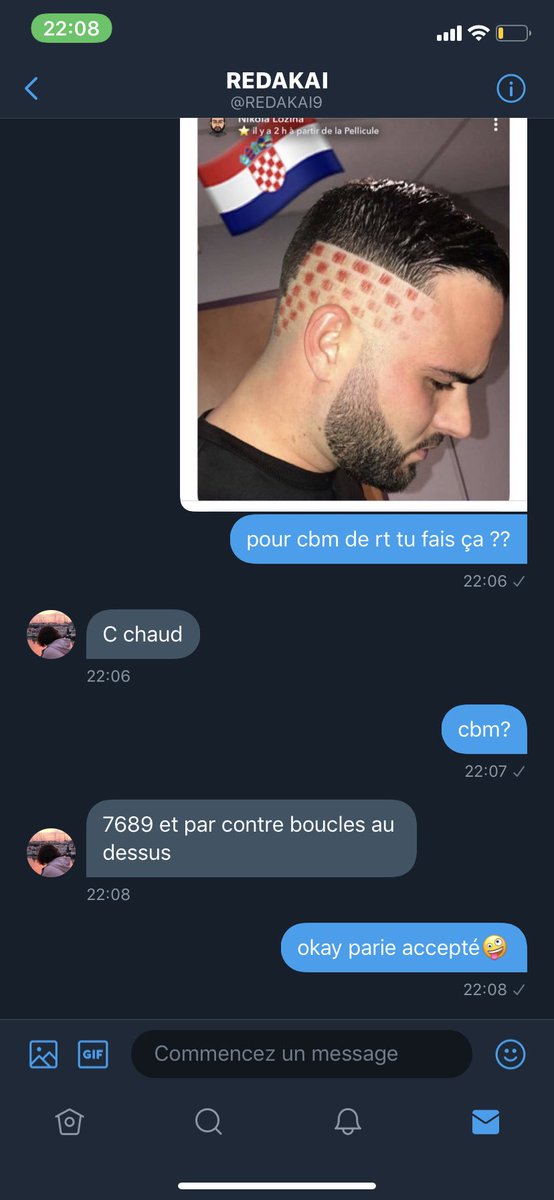 22:08
REDAKAI
@REDAKAI9
Nikola Lozina
il y a 2 h à partir de la Pellicule
pour cbm de rt tu fais ça ??
22:06
C chaud
22:06
cbm?
22:07
7689 et par contre boucles au
dessus
22:08
okay parie accepté🤪
22:08
GIF
Commencez un message